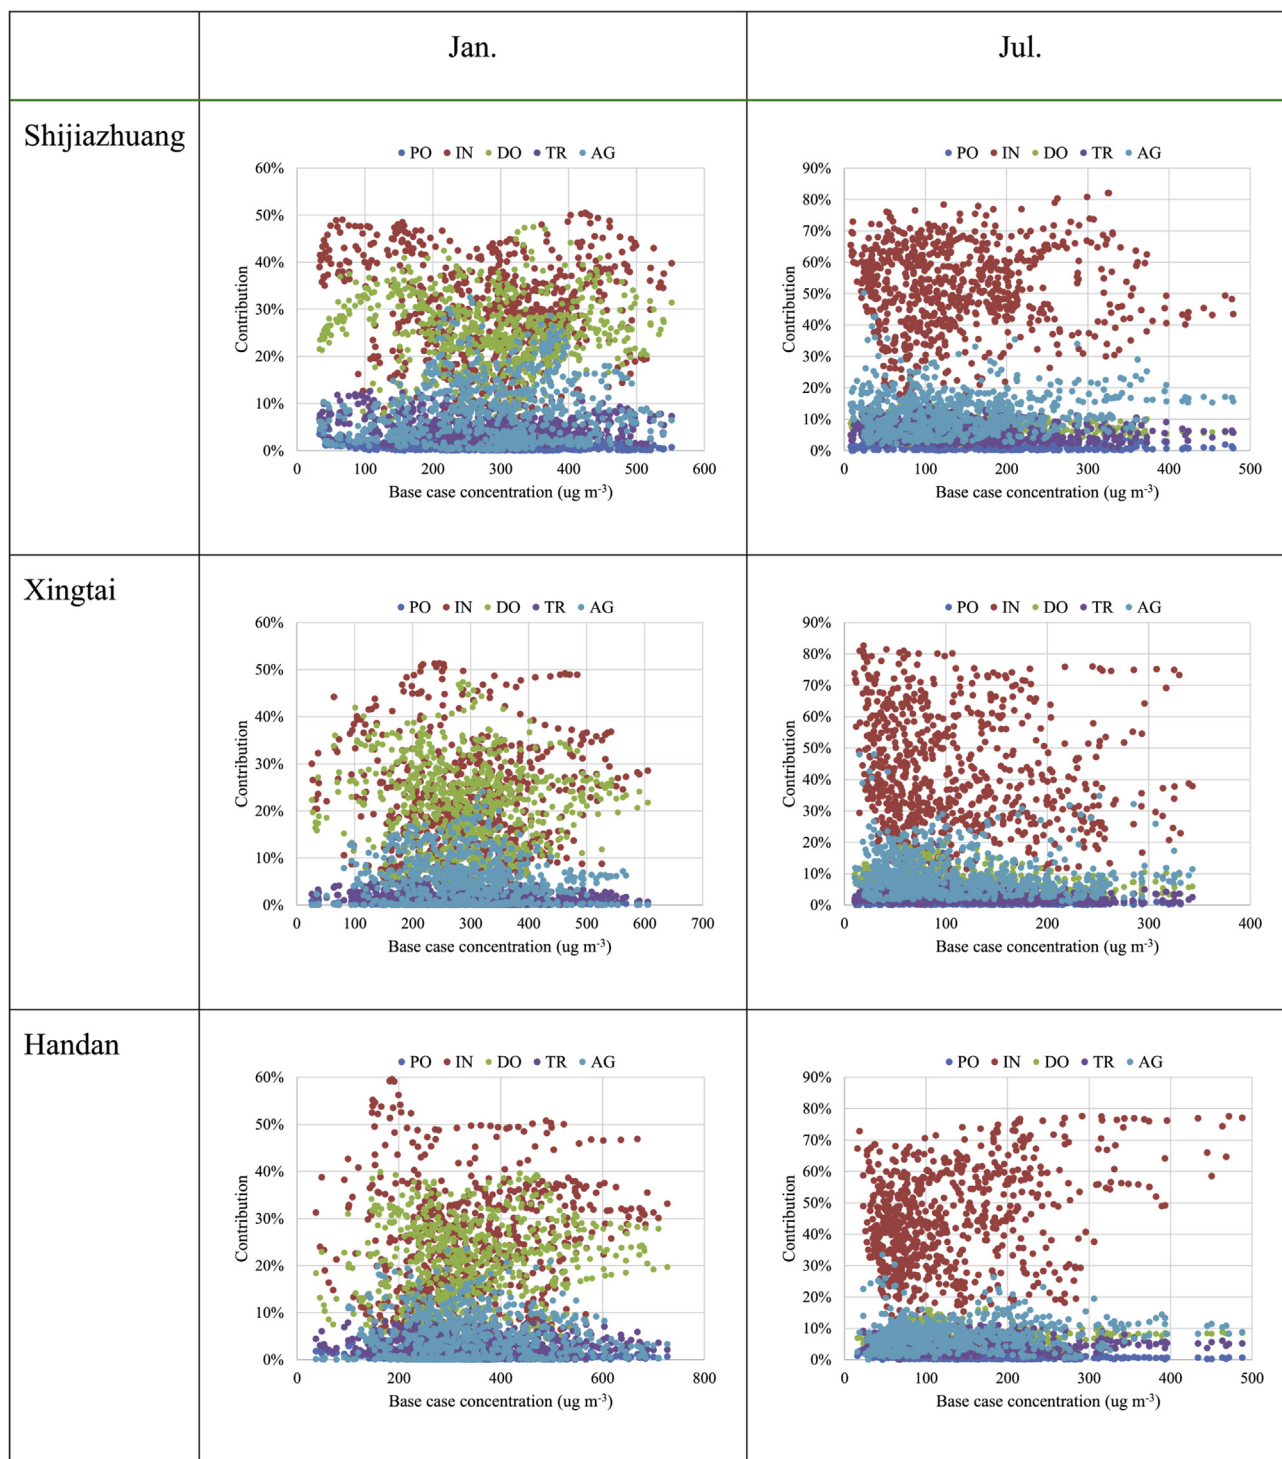 Jan. Jul.
Shijiazhuang
PO IN DO TR AG
60%
50%
40%
30%
20%
10%
0%
Contribution
0 100 200 300 400 500 600
Base case concentration (ug m⁻³)
PO IN DO TR AG
90%
80%
70%
60%
50%
40%
30%
20%
10%
0%
Contribution
0 100 200 300 400 500
Base case concentration (ug m⁻³)
Xingtai
PO IN DO TR AG
60%
50%
40%
30%
20%
10%
0%
Contribution
0 100 200 300 400 500 600 700
Base case concentration (ug m⁻³)
PO IN DO TR AG
90%
80%
70%
60%
50%
40%
30%
20%
10%
0%
Contribution
0 100 200 300 400
Base case concentration (ug m⁻³)
Handan
PO IN DO TR AG
60%
50%
40%
30%
20%
10%
0%
Contribution
0 200 400 600 800
Base case concentration (ug m⁻³)
PO IN DO TR AG
90%
80%
70%
60%
50%
40%
30%
20%
10%
0%
Contribution
0 100 200 300 400 500
Base case concentration (ug m⁻³)